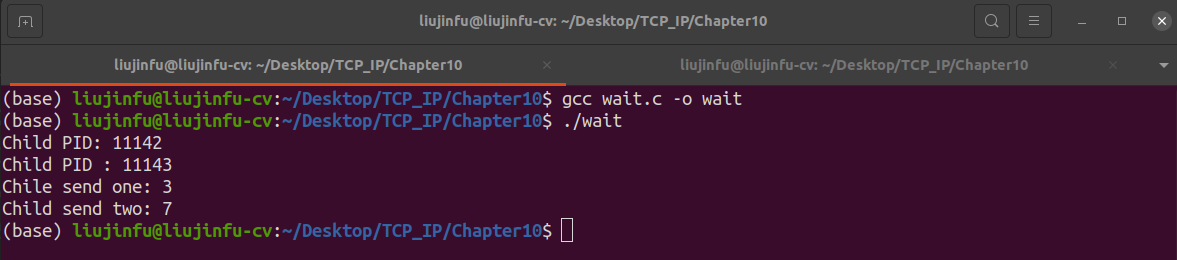 liujinfu@liujinfu-cv: ~/Desktop/TCP_IP/Chapter10
liujinfu@liujinfu-cv: ~/Desktop/TCP_IP/Chapter10 × liujinfu@liujinfu-cv: ~/Desktop/TCP_IP/Chapter10 ×
(base) liujinfu@liujinfu-cv:~/Desktop/TCP_IP/Chapter10$ gcc wait.c -o wait
(base) liujinfu@liujinfu-cv:~/Desktop/TCP_IP/Chapter10$ ./wait
Child PID: 11142
Child PID : 11143
Chile send one: 3
Child send two: 7
(base) liujinfu@liujinfu-cv:~/Desktop/TCP_IP/Chapter10$